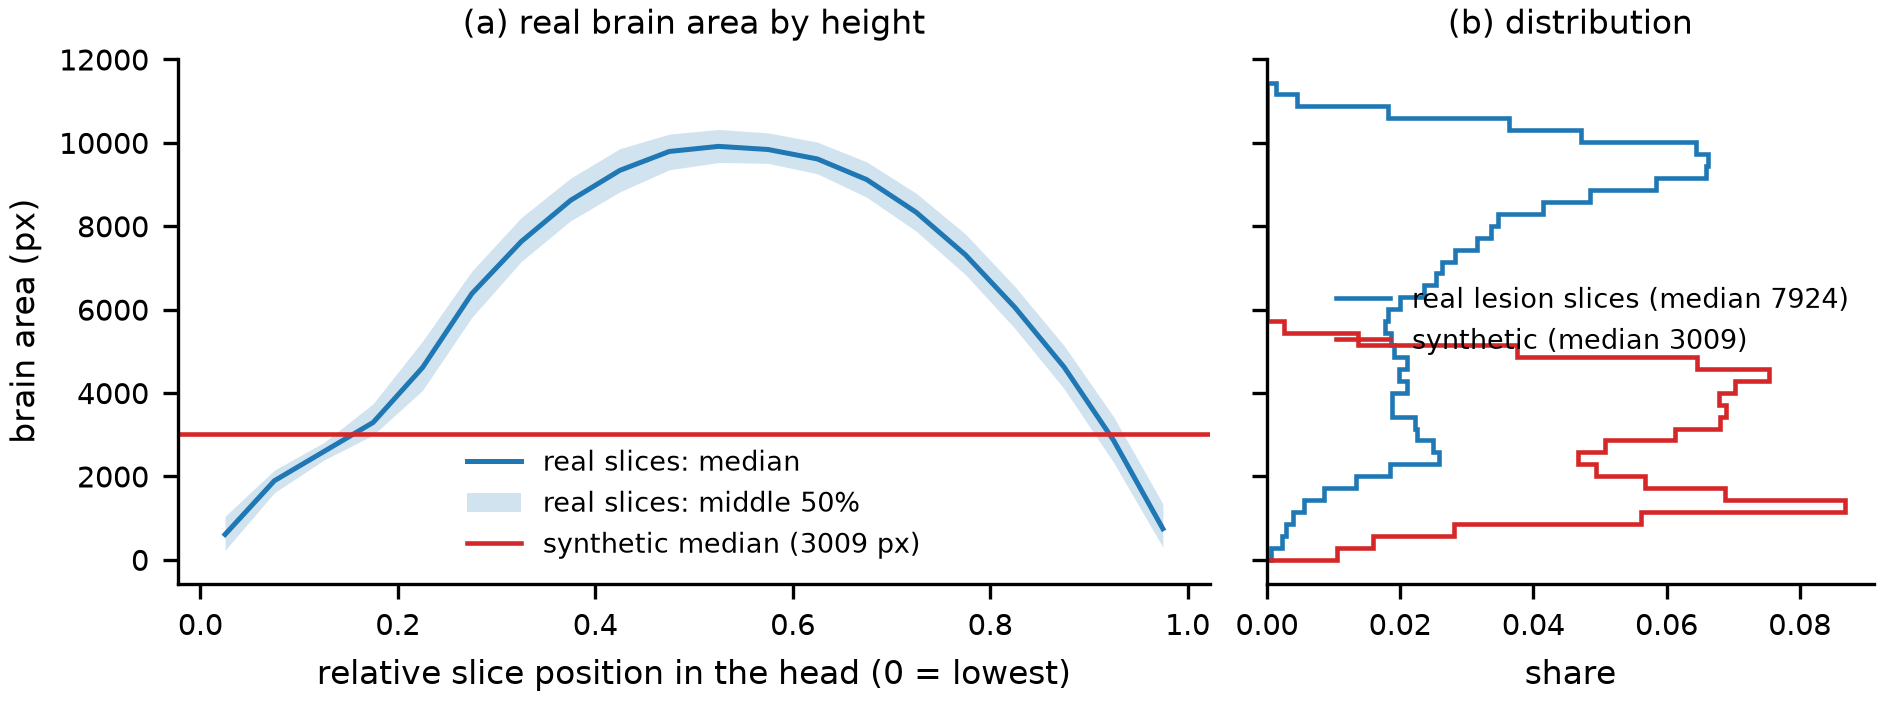 (a) real brain area by height
12000
10000
8000
6000
4000
2000
0
brain area (px)
real slices: median
real slices: middle 50%
synthetic median (3009 px)
0.0 0.2 0.4 0.6 0.8 1.0
relative slice position in the head (0 = lowest)
(b) distribution
real lesion slices (median 7924)
synthetic (median 3009)
0.00 0.02 0.04 0.06 0.08
share